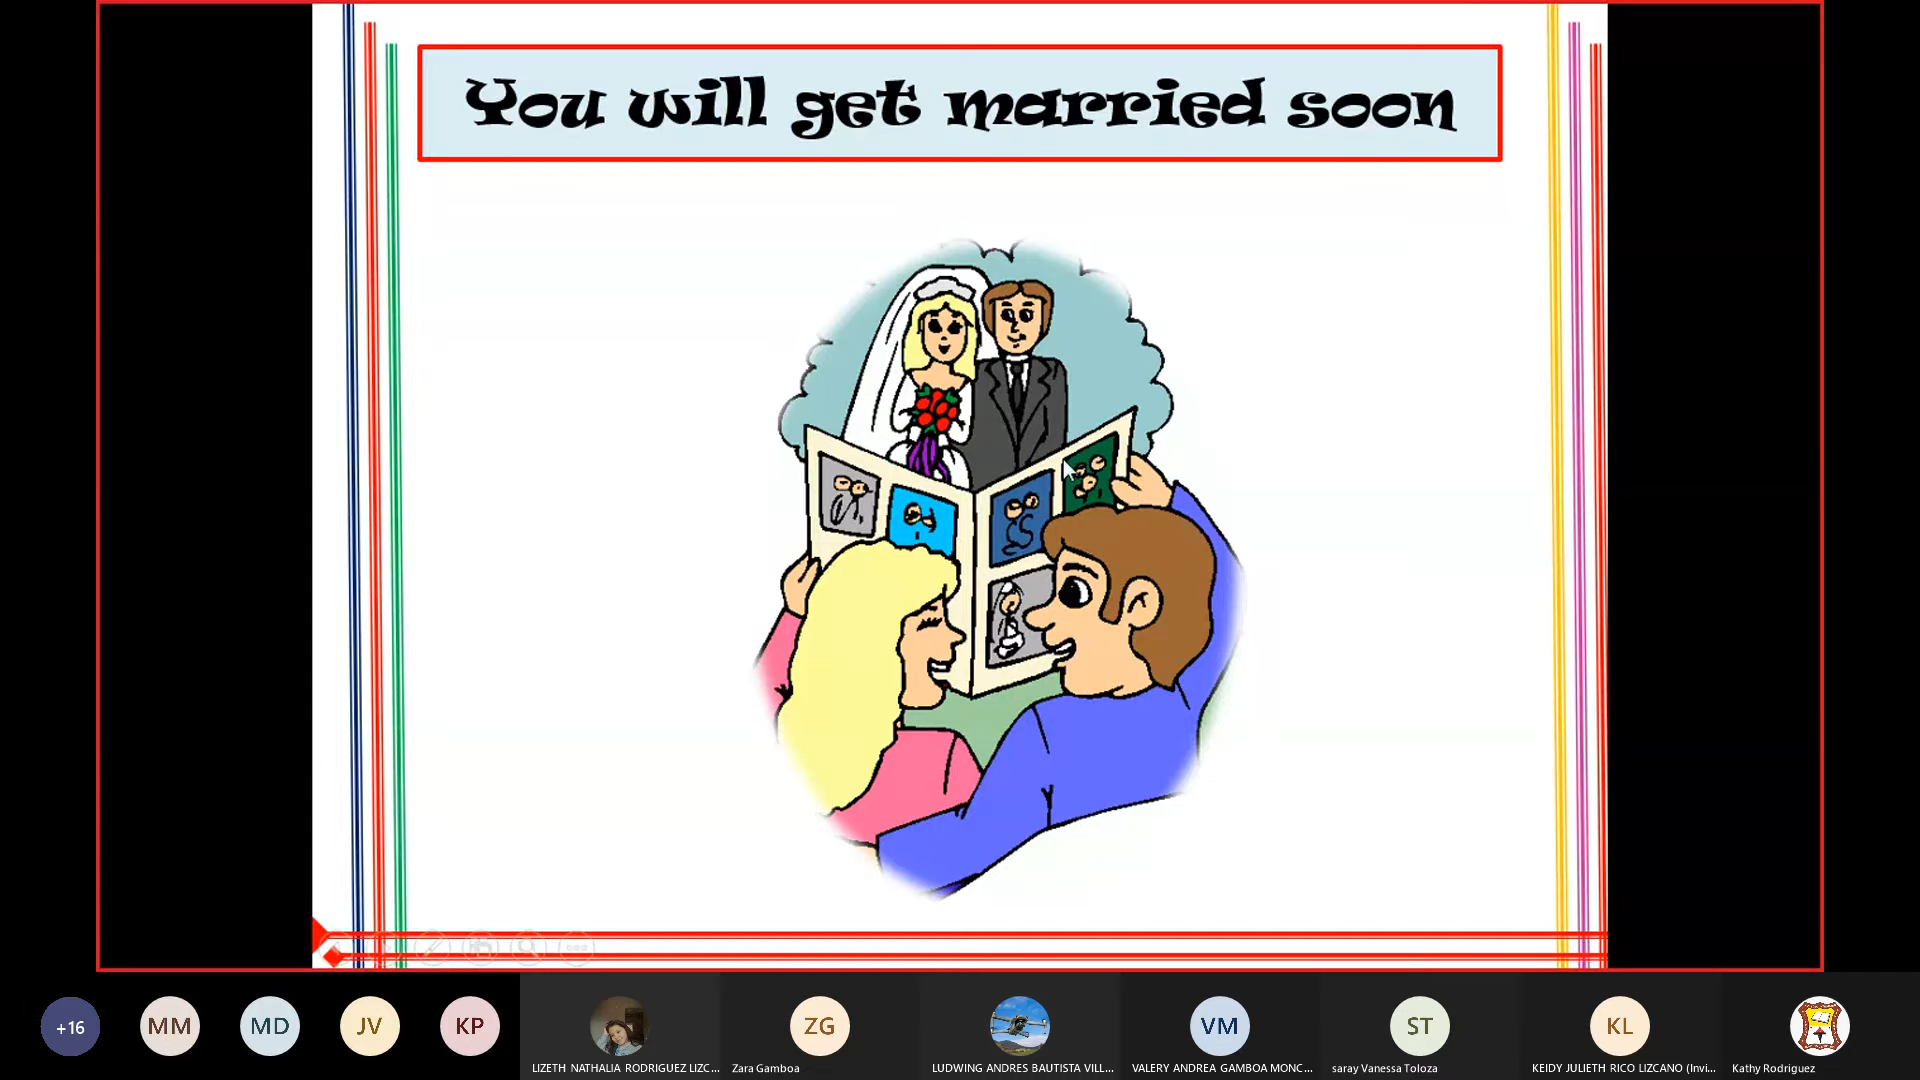 You will get married soon
+16
MM
MD
JV
KP
ZG
VM
ST
KL
LIZETH NATHALIA RODRIGUEZ LIZC...
Zara Gamboa
LUDWING ANDRES BAUTISTA VILL...
VALERY ANDREA GAMBOA MONC...
saray Vanessa Toloza
KEIDY JULIETH RICO LIZCANO (Invi...
Kathy Rodriguez